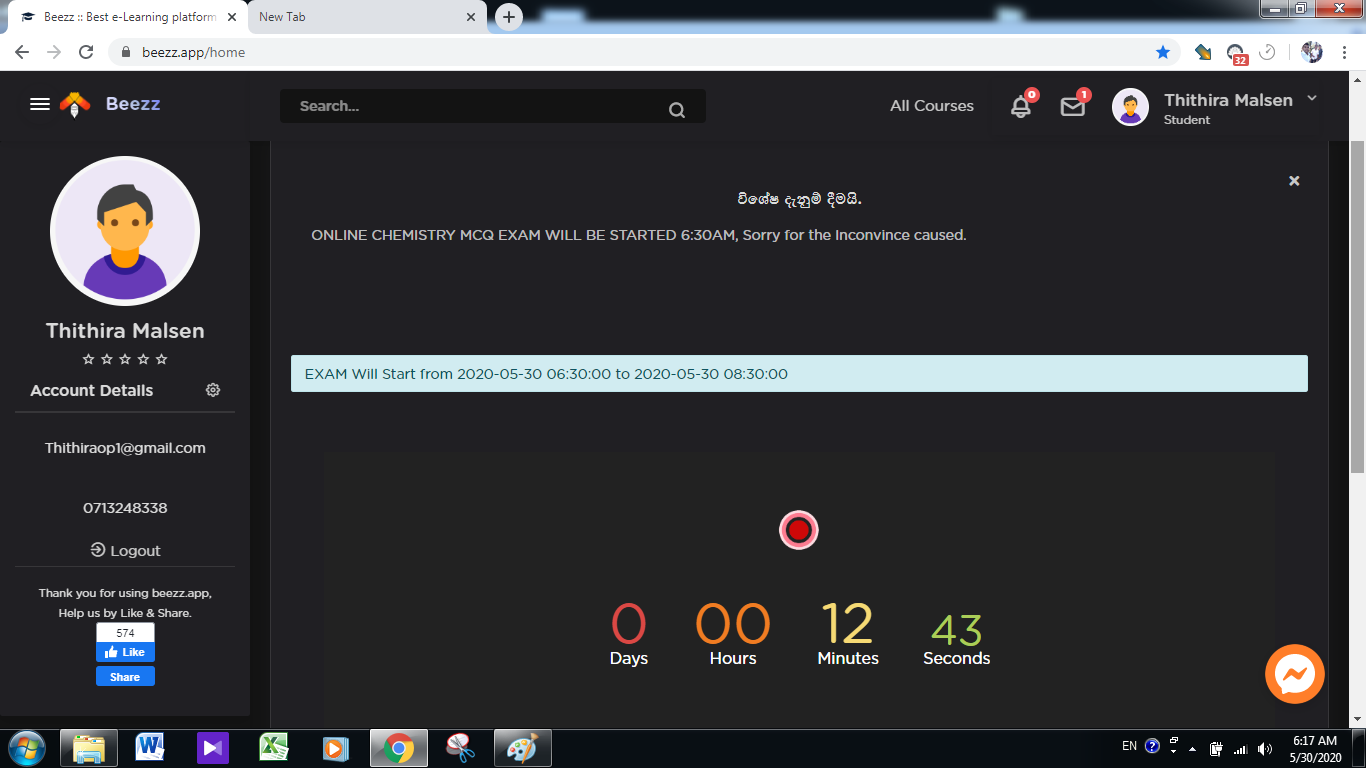 Beezz :: Best e-Learning platform
New Tab
beezz.app/home
32
Beezz
Search...
All Courses
0
1
Thithira Malsen
Student
Thithira Malsen
Account Details
Thithiraop1@gmail.com
0713248338
Logout
Thank you for using beezz.app,
Help us by Like & Share.
574
Like
Share
විශේෂ දැනුම් දීමයි.
ONLINE CHEMISTRY MCQ EXAM WILL BE STARTED 6:30AM, Sorry for the Inconvince caused.
EXAM Will Start from 2020-05-30 06:30:00 to 2020-05-30 08:30:00
0 00 12 43
Days Hours Minutes Seconds
EN
6:17 AM
5/30/2020